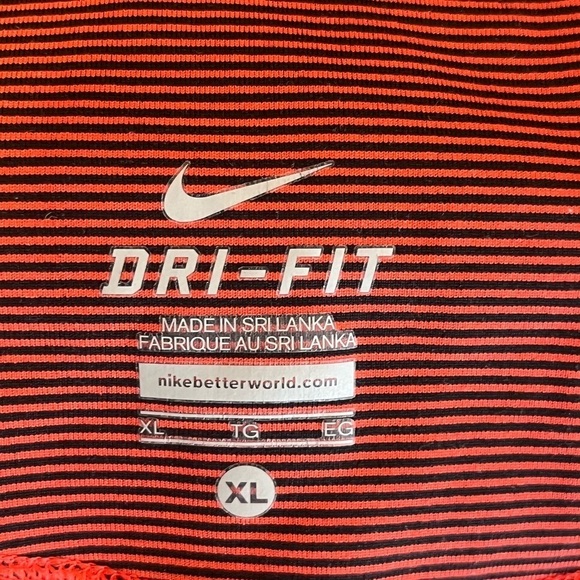 DRI-FIT
MADE IN SRI LANKA
FABRIQUE AU SRI LANKA
nikebetterworld.com
XL TG EG
XL